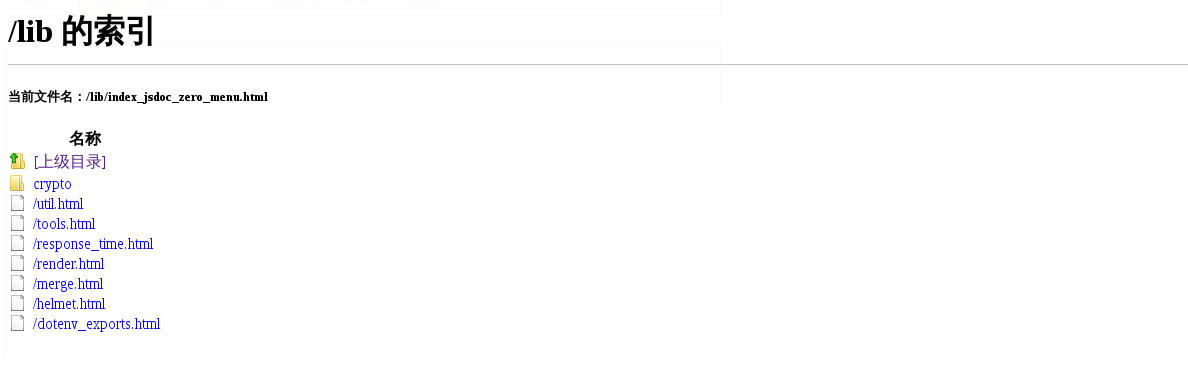 /lib 的索引
当前文件名：/lib/index_jsdoc_zero_menu.html
名称
[上级目录]
crypto
/util.html
/tools.html
/response_time.html
/render.html
/merge.html
/helmet.html
/dotenv_exports.html